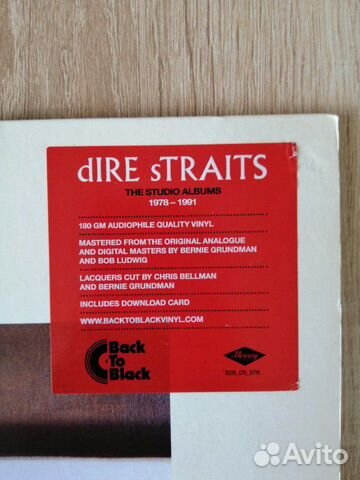 dIRE sTRAITS
THE STUDIO ALBUMS
1978 – 1991
180 GM AUDIOPHILE QUALITY VINYL
MASTERED FROM THE ORIGINAL ANALOGUE
AND DIGITAL MASTERS BY BERNIE GRUNDMAN
AND BOB LUDWIG
LACQUERS CUT BY CHRIS BELLMAN
AND BERNIE GRUNDMAN
INCLUDES DOWNLOAD CARD
WWW.BACKTOBLACKVINYL.COM
Back
To
Black
Mercury
B2B_DS_STK
Avito